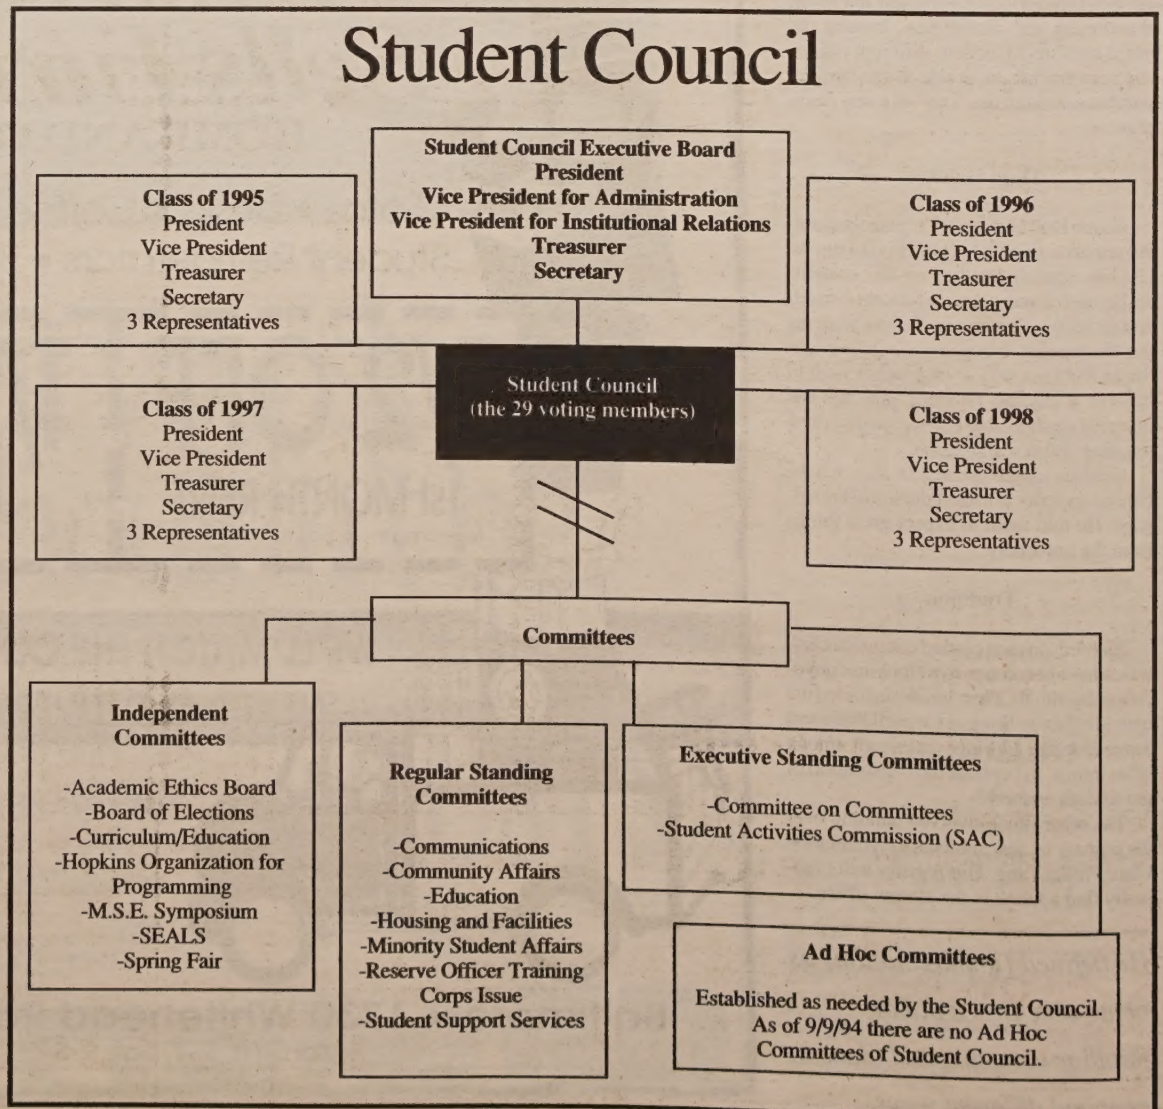 Student Council
Student Council Executive Board
President
Vice President for Administration
Vice President for Institutional Relations
Treasurer
Secretary
Class of 1995
President
Vice President
Treasurer
Secretary
3 Representatives
Class of 1996
President
Vice President
Treasurer
Secretary
3 Representatives
Student Council
(the 29 voting members)
Class of 1997
President
Vice President
Treasurer
Secretary
3 Representatives
Class of 1998
President
Vice President
Treasurer
Secretary
3 Representatives
Committees
Independent
Committees
-Academic Ethics Board
-Board of Elections
-Curriculum/Education
-Hopkins Organization for
Programming
-M.S.E. Symposium
-SEALS
-Spring Fair
Regular Standing
Committees
-Communications
-Community Affairs
-Education
-Housing and Facilities
-Minority Student Affairs
-Reserve Officer Training
Corps Issue
-Student Support Services
Executive Standing Committees
-Committee on Committees
-Student Activities Commission (SAC)
Ad Hoc Committees
Established as needed by the Student Council.
As of 9/9/94 there are no Ad Hoc
Committees of Student Council.